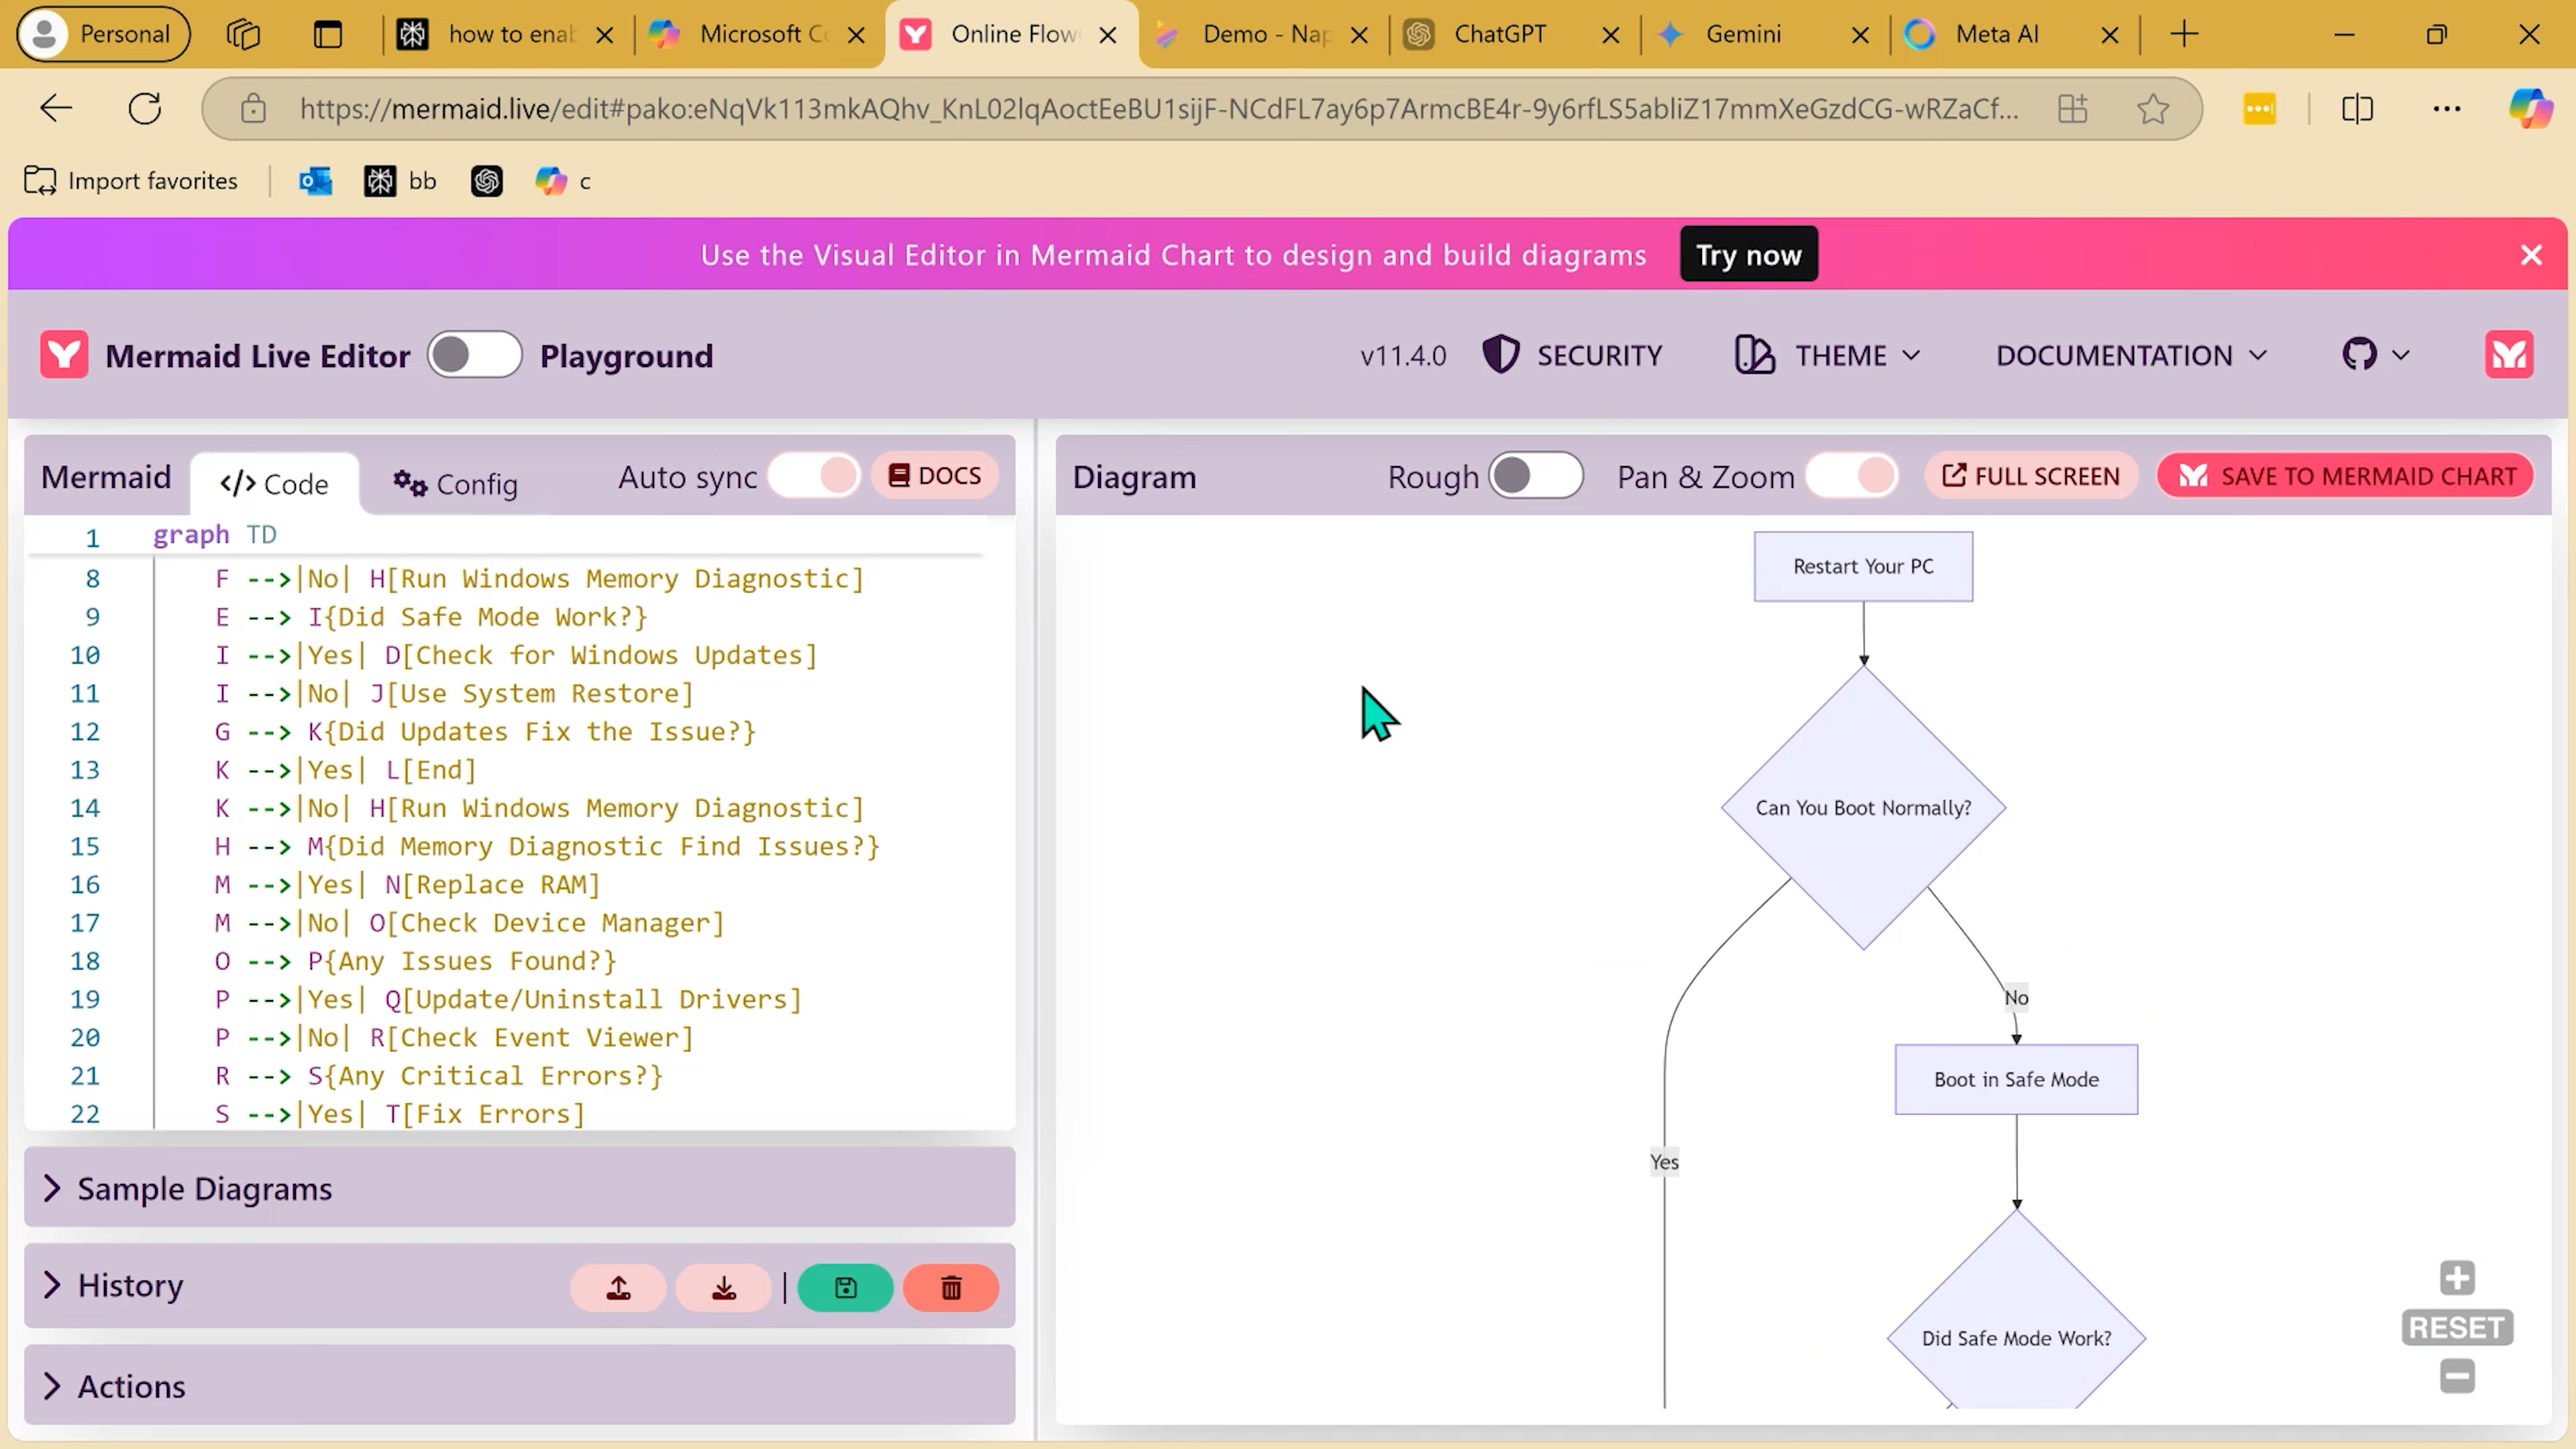 Personal
how to enab
Microsoft Co
Online Flow
Demo - Nap
ChatGPT
Gemini
Meta AI
https://mermaid.live/edit#pako:eNqVk113mkAQhv_KnL02lqAoctEeBU1sijF-NCdFL7ay6p7ArmcBE4r-9y6rfLS5abliZ17mmXeGzdCG-wRZaCf...
Import favorites
bb
c
Use the Visual Editor in Mermaid Chart to design and build diagrams
Try now
Mermaid Live Editor
Playground
v11.4.0
SECURITY
THEME
DOCUMENTATION
Mermaid
</> Code
Config
Auto sync
DOCS
Diagram
Rough
Pan & Zoom
FULL SCREEN
SAVE TO MERMAID CHART
1 graph TD
8 F -->|No| H[Run Windows Memory Diagnostic]
9 E --> I{Did Safe Mode Work?}
10 I -->|Yes| D[Check for Windows Updates]
11 I -->|No| J[Use System Restore]
12 G --> K{Did Updates Fix the Issue?}
13 K -->|Yes| L[End]
14 K -->|No| H[Run Windows Memory Diagnostic]
15 H --> M{Did Memory Diagnostic Find Issues?}
16 M -->|Yes| N[Replace RAM]
17 M -->|No| O[Check Device Manager]
18 O --> P{Any Issues Found?}
19 P -->|Yes| Q[Update/Uninstall Drivers]
20 P -->|No| R[Check Event Viewer]
21 R --> S{Any Critical Errors?}
22 S -->|Yes| T[Fix Errors]
Sample Diagrams
History
Actions
Restart Your PC
Can You Boot Normally?
No
Boot in Safe Mode
Yes
Did Safe Mode Work?
RESET